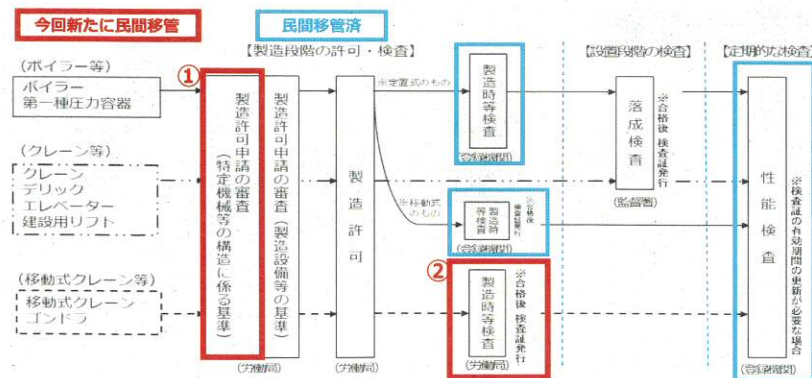 今回新たに民間移管
民間移管済
【製造段階の許可・検査】
【設置段階の検査】
【定期的な検査】
(ボイラー等)
ボイラー
第一種圧力容器
(クレーン等)
クレーン
デリック
エレベーター
建設用リフト
(移動式クレーン等)
移動式クレーン
ゴンドラ
①
製造許可申請の審査
(特定機械等の構造に係る基準)
製造許可申請の審査(製造設備等の基準)
(労働局)
製造許可
(労働局)
※定置式のもの
製造時等検査
(登録機関)
※移動式
のもの
製造時
等検査
※合格後
検査証発行
(登録機関)
②
製造時等検査
※合格後 検査証発行
(労働局)
落成検査
※合格後 検査証発行
(監督署)
性能検査
※検査証の有効期間の更新が必要な場合
(登録機関)